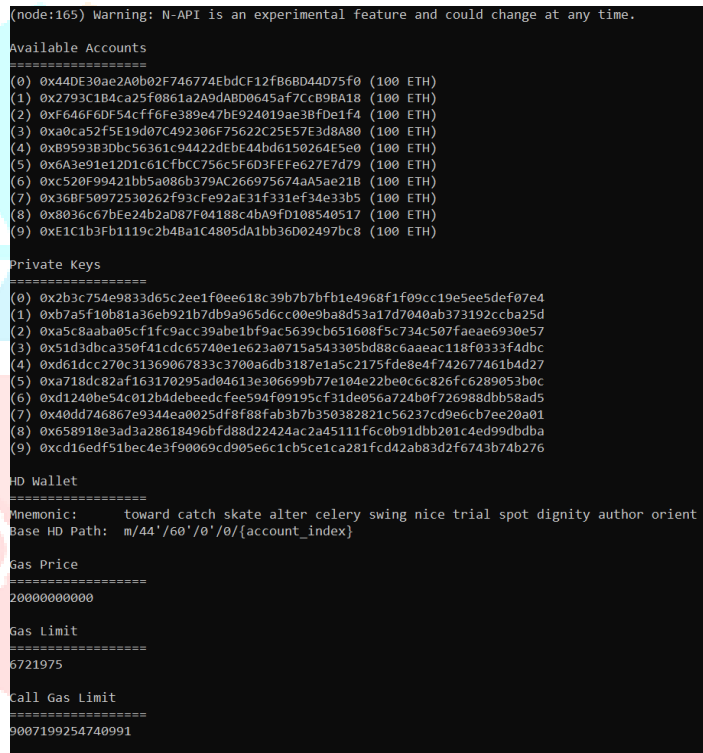 (node:165) Warning: N-API is an experimental feature and could change at any time.
Available Accounts
==================
(0) 0x44DE30ae2A0b02F746774EbdCF12fB6BD44D75f0 (100 ETH)
(1) 0x2793C1B4ca25f0861a2A9dABD0645af7CcB9BA18 (100 ETH)
(2) 0xF646F6DF54cff6Fe389e47bE924019ae3BfDe1f4 (100 ETH)
(3) 0xa0ca52f5E19d07C492306F75622C25E57E3d8A80 (100 ETH)
(4) 0xB9593B3Dbc56361c94422dEbE44bd6150264E5e0 (100 ETH)
(5) 0x6A3e91e12D1c61CfbCC756c5F6D3FEFe627E7d79 (100 ETH)
(6) 0xc520F99421bb5a086b379AC266975674aA5ae21B (100 ETH)
(7) 0x36BF50972530262f93cFe92aE31f331ef34e33b5 (100 ETH)
(8) 0x8036c67bEe24b2aD87F04188c4bA9fD108540517 (100 ETH)
(9) 0xE1C1b3Fb1119c2b4Ba1C4805dA1bb36D02497bc8 (100 ETH)
Private Keys
==================
(0) 0x2b3c754e9833d65c2ee1f0ee618c39b7b7bfb1e4968f1f09cc19e5ee5def07e4
(1) 0xb7a5f10b81a36eb921b7db9a965d6cc00e9ba8d53a17d7040ab373192ccba25d
(2) 0xa5c8aaba05cf1fc9acc39abe1bf9ac5639cb651608f5c734c507faeae6930e57
(3) 0x51d3dbca350f41cdc65740e1e623a0715a543305bd88c6aaeac118f0333f4dbc
(4) 0xd61dcc270c31369067833c3700a6db3187e1a5c2175fde8e4f742677461b4d27
(5) 0xa718dc82af163170295ad04613e306699b77e104e22be0c6c826fc6289053b0c
(6) 0xd1240be54c012b4debeedcfee594f09195cf31de056a724b0f726988dbb58ad5
(7) 0x40dd746867e9344ea0025df8f88fab3b7b350382821c56237cd9e6cb7ee20a01
(8) 0x658918e3ad3a28618496bfd88d22424ac2a45111f6c0b91dbb201c4ed99dbdba
(9) 0xcd16edf51bec4e3f90069cd905e6c1cb5ce1ca281fcd42ab83d2f6743b74b276
HD Wallet
==================
Mnemonic:      toward catch skate alter celery swing nice trial spot dignity author orient
Base HD Path:  m/44'/60'/0'/0/{account_index}
Gas Price
==================
20000000000
Gas Limit
==================
6721975
Call Gas Limit
==================
9007199254740991